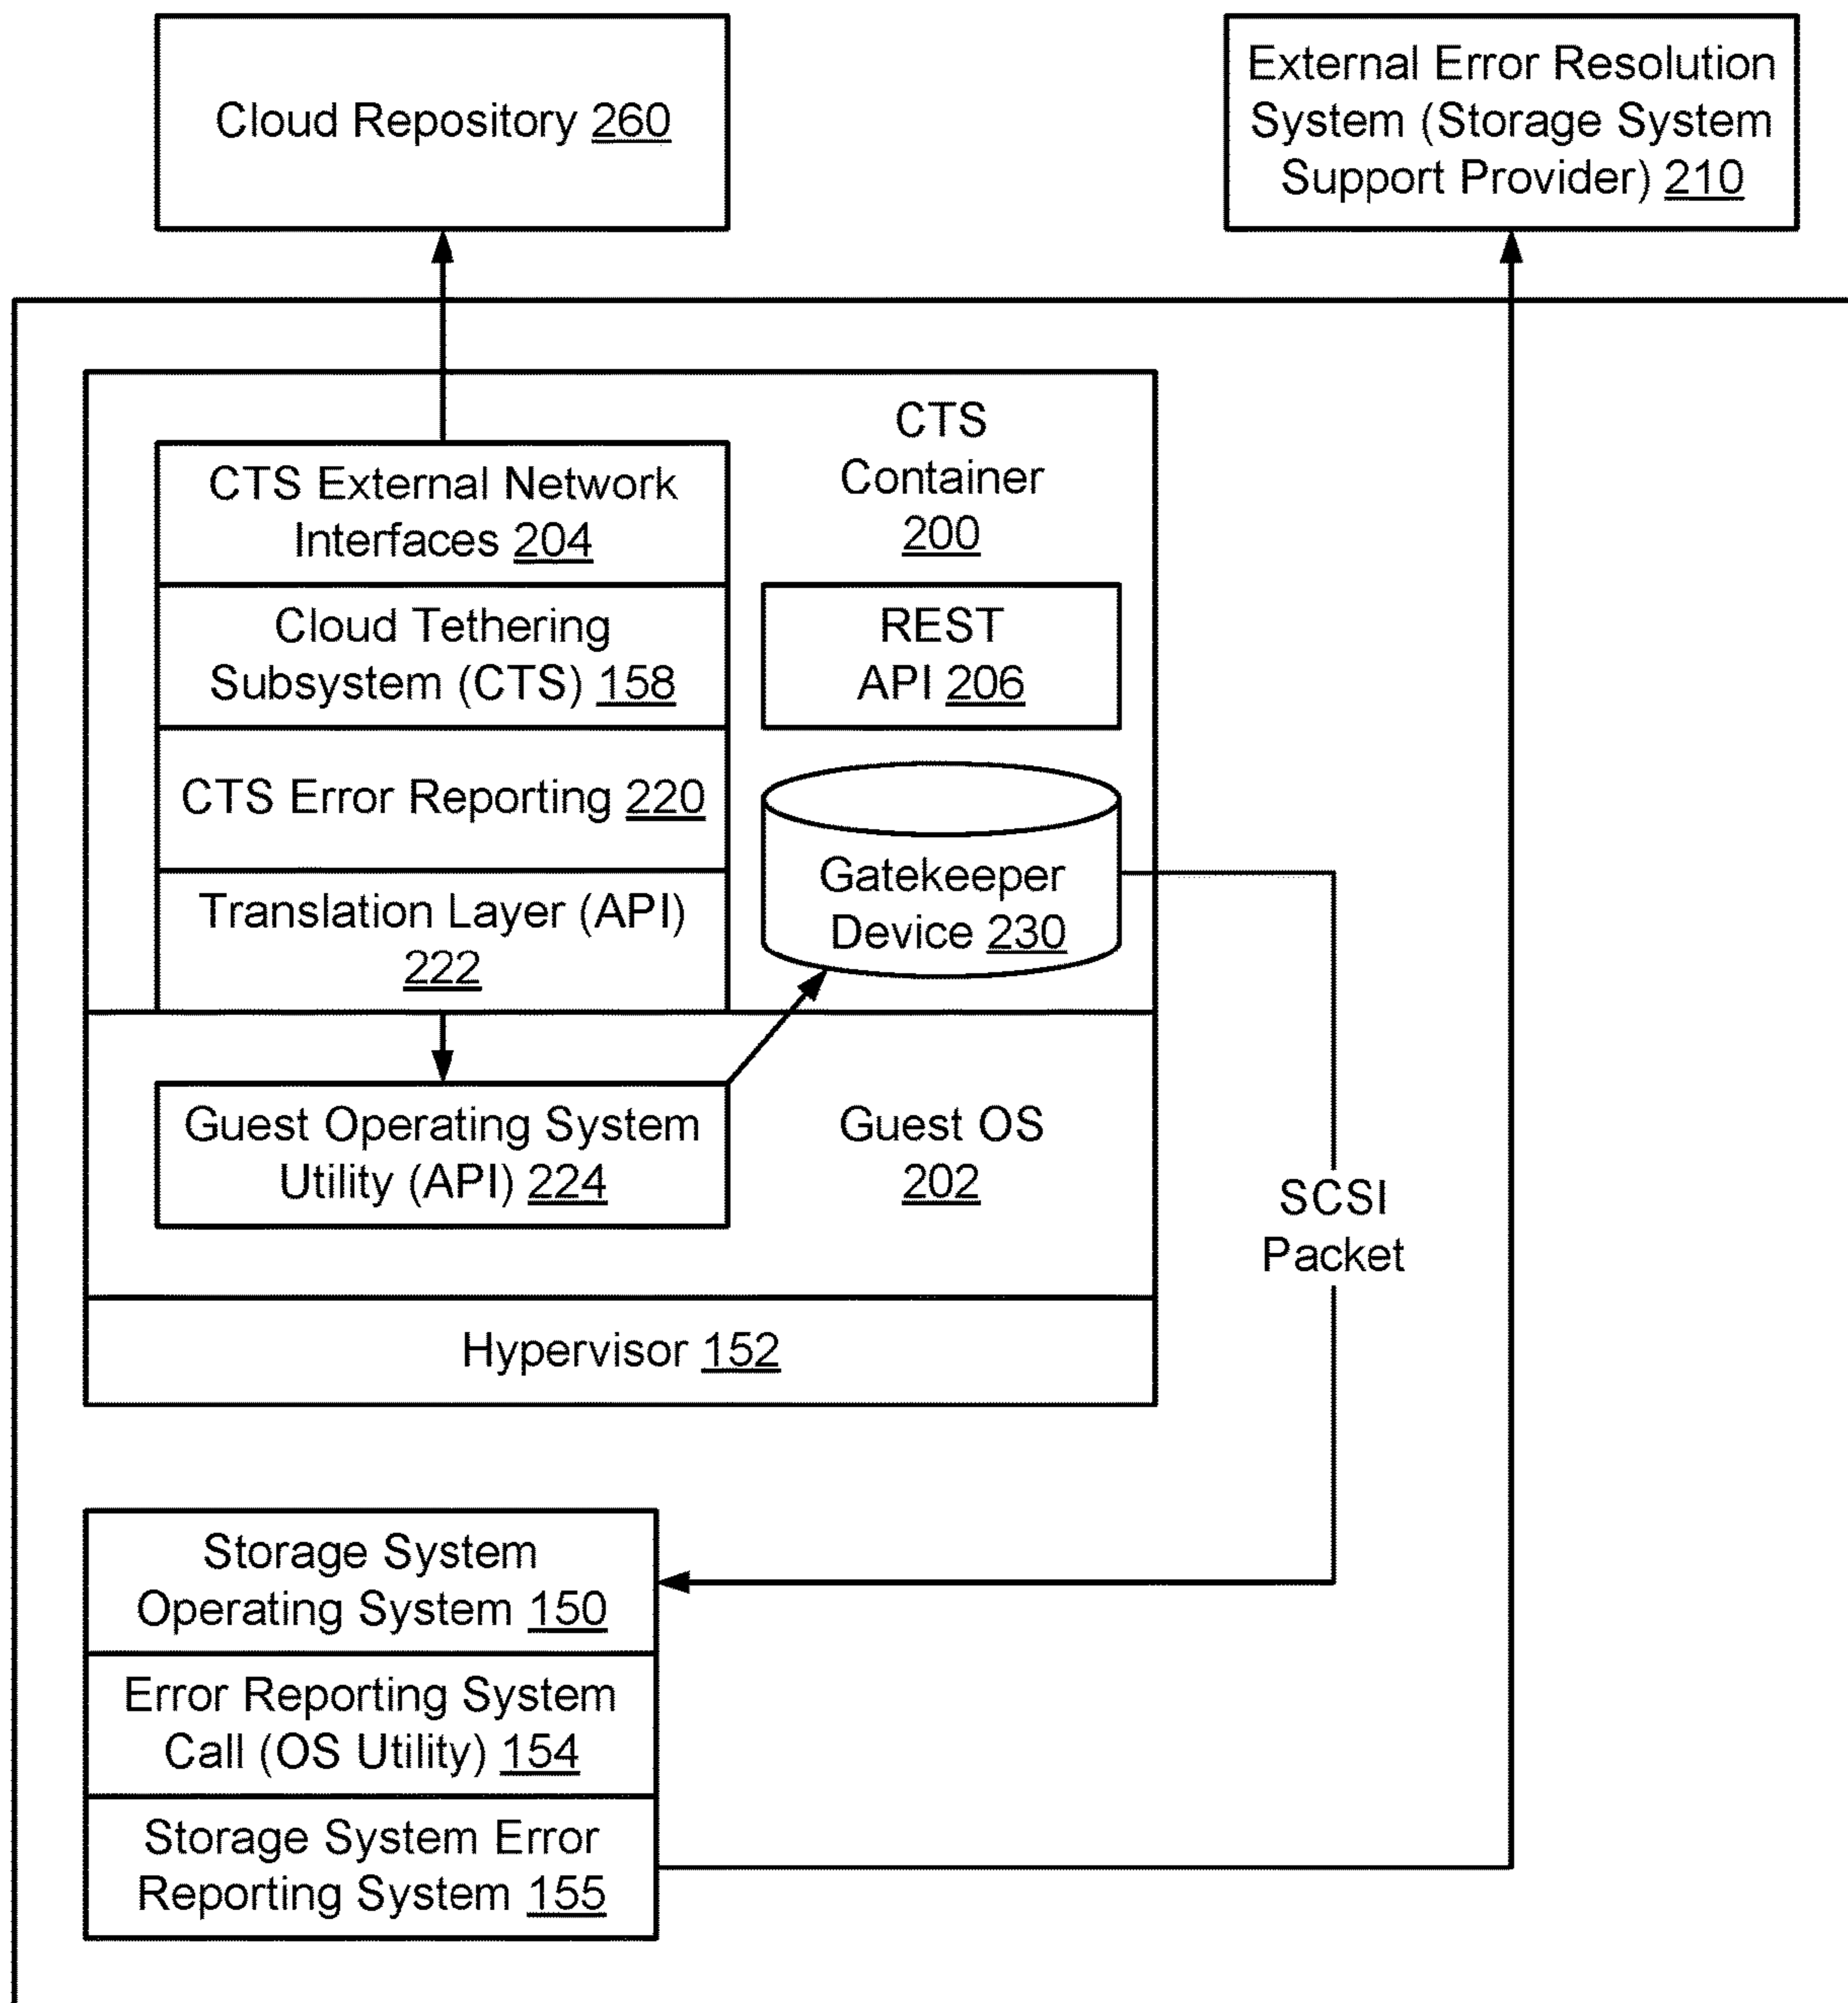 Cloud Repository 260
External Error Resolution
System (Storage System
Support Provider) 210
CTS
Container
200
CTS External Network
Interfaces 204
Cloud Tethering
Subsystem (CTS) 158
REST
API 206
CTS Error Reporting 220
Gatekeeper
Device 230
Translation Layer (API)
222
Guest Operating System
Utility (API) 224
Guest OS
202
SCSI
Packet
Hypervisor 152
Storage System
Operating System 150
Error Reporting System
Call (OS Utility) 154
Storage System Error
Reporting System 155